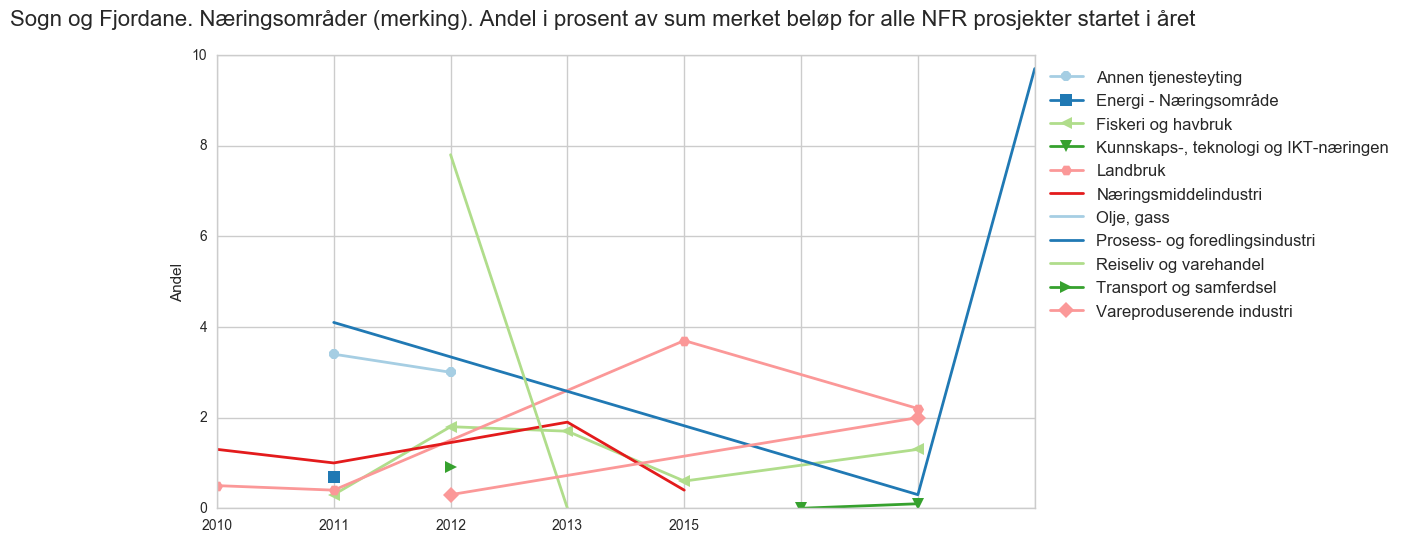 Sogn og Fjordane. Næringsområder (merking). Andel i prosent av sum merket beløp for alle NFR prosjekter startet i året
10
8
6
4
2
0
Andel
2010 2011 2012 2013 2015
Annen tjenesteyting
Energi - Næringsområde
Fiskeri og havbruk
Kunnskaps-, teknologi og IKT-næringen
Landbruk
Næringsmiddelindustri
Olje, gass
Prosess- og foredlingsindustri
Reiseliv og varehandel
Transport og samferdsel
Vareproduserende industri